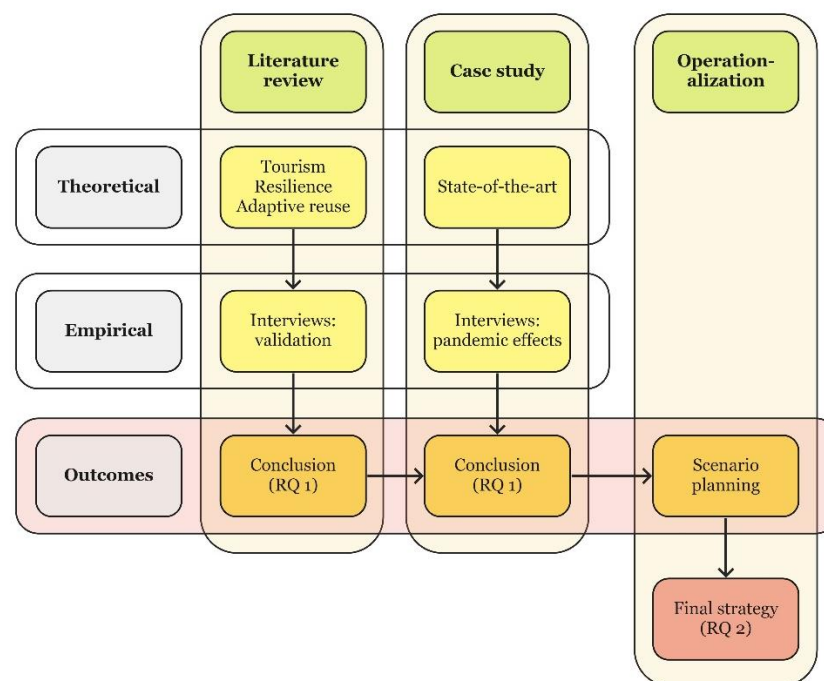 Literature
review
Casc study
Operation-
alization
Theoretical
Tourism
Resilience
Adaptive reuse
State-of-the-art
Empirical
Interviews:
validation
Interviews:
pandemic effects
Outcomes
Conclusion
(RQ 1)
Conclusion
(RQ 1)
Scenario
planning
Final strategy
(RQ 2)